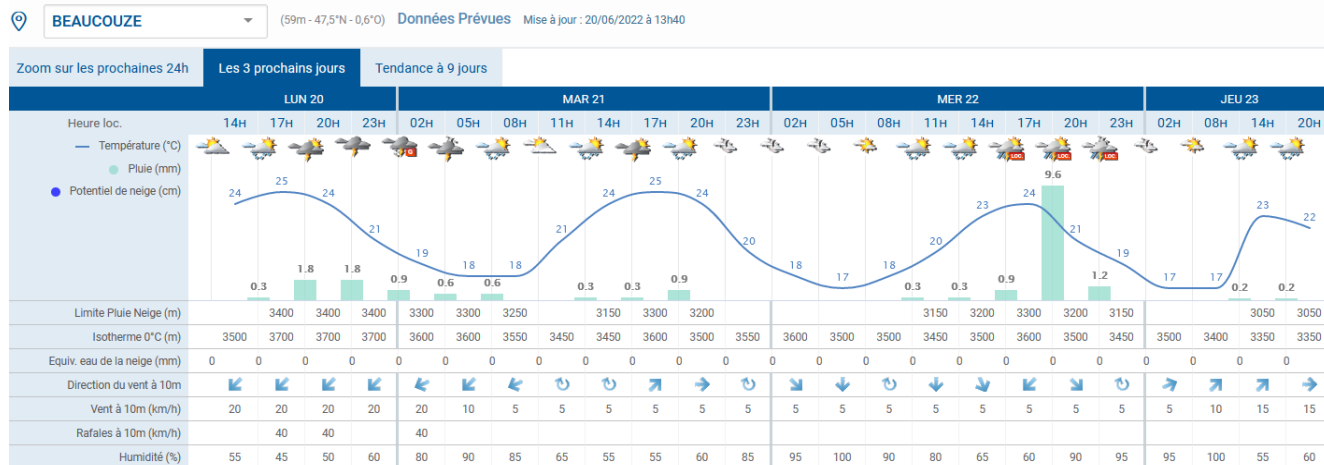 BEAUCOUZE (59m - 47,5°N - 0,6°O) Données Prévues Mise à jour : 20/06/2022 à 13h40
Zoom sur les prochaines 24h Les 3 prochains jours Tendance à 9 jours
LUN 20 MAR 21 MER 22 JEU 23
Heure loc. 14H 17H 20H 23H 02H 05H 08H 11H 14H 17H 20H 23H 02H 05H 08H 11H 14H 17H 20H 23H 02H 08H 14H 20H
Température (°C)
Pluie (mm)
Potentiel de neige (cm)
LOC. LOC. LOC.
24 25 24 21 19 18 18 21 24 25 24 20 18 17 18 20 23 24 21 19 17 17 23 22
0.3 1.8 1.8 0.9 0.6 0.6 0.3 0.3 0.9 0.3 0.3 0.9 9.6 1.2 0.2 0.2
Limite Pluie Neige (m) 3400 3400 3400 3300 3300 3250 3150 3300 3200 3150 3200 3300 3200 3150 3050 3050
Isotherme 0°C (m) 3500 3700 3700 3700 3600 3600 3550 3450 3450 3500 3500 3550 3600 3500 3500 3450 3500 3500 3500 3450 3500 3400 3350 3350
Equiv. eau de la neige (mm) 0 0 0 0 0 0 0 0 0 0 0 0 0 0 0 0 0 0 0 0 0 0 0 0
Direction du vent à 10m
Vent à 10m (km/h) 20 20 20 20 20 10 5 5 5 5 5 5 5 5 5 5 5 5 5 5 5 10 15 15
Rafales à 10m (km/h) 40 40 40
Humidité (%) 55 45 50 60 80 90 85 65 55 55 60 85 95 100 90 80 65 60 90 95 95 100 55 60